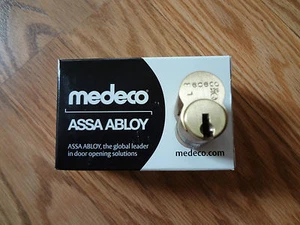 medeco
ASSA ABLOY
ASSA ABLOY, the global leader
in door opening solutions
medeco
medeco.com